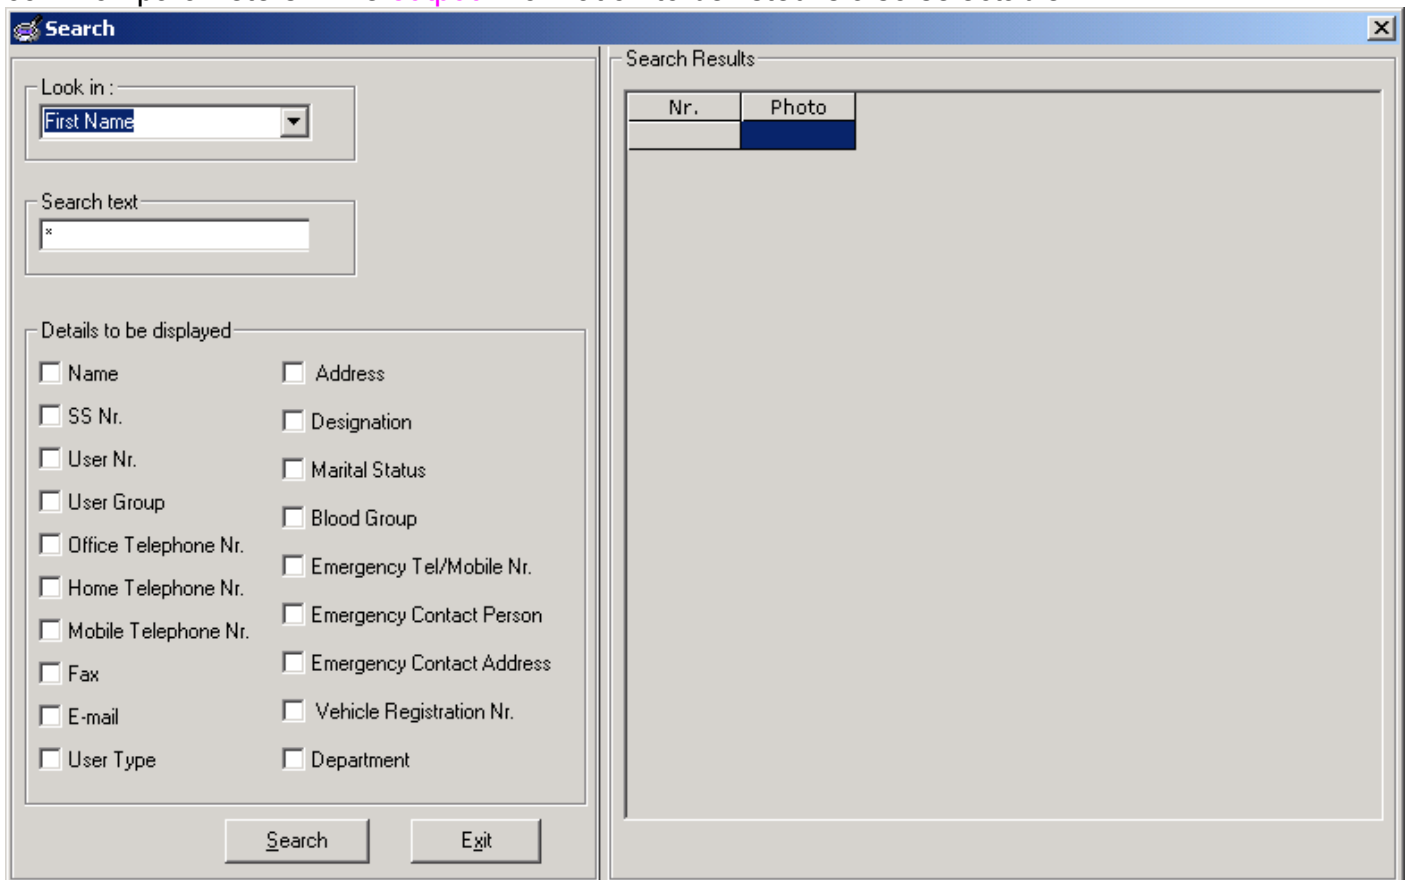 Search
Look in :
First Name
Search text
*
Details to be displayed
Name
SS Nr.
User Nr.
User Group
Office Telephone Nr.
Home Telephone Nr.
Mobile Telephone Nr.
Fax
E-mail
User Type
Address
Designation
Marital Status
Blood Group
Emergency Tel/Mobile Nr.
Emergency Contact Person
Emergency Contact Address
Vehicle Registration Nr.
Department
Search
Exit
Search Results
Nr. Photo